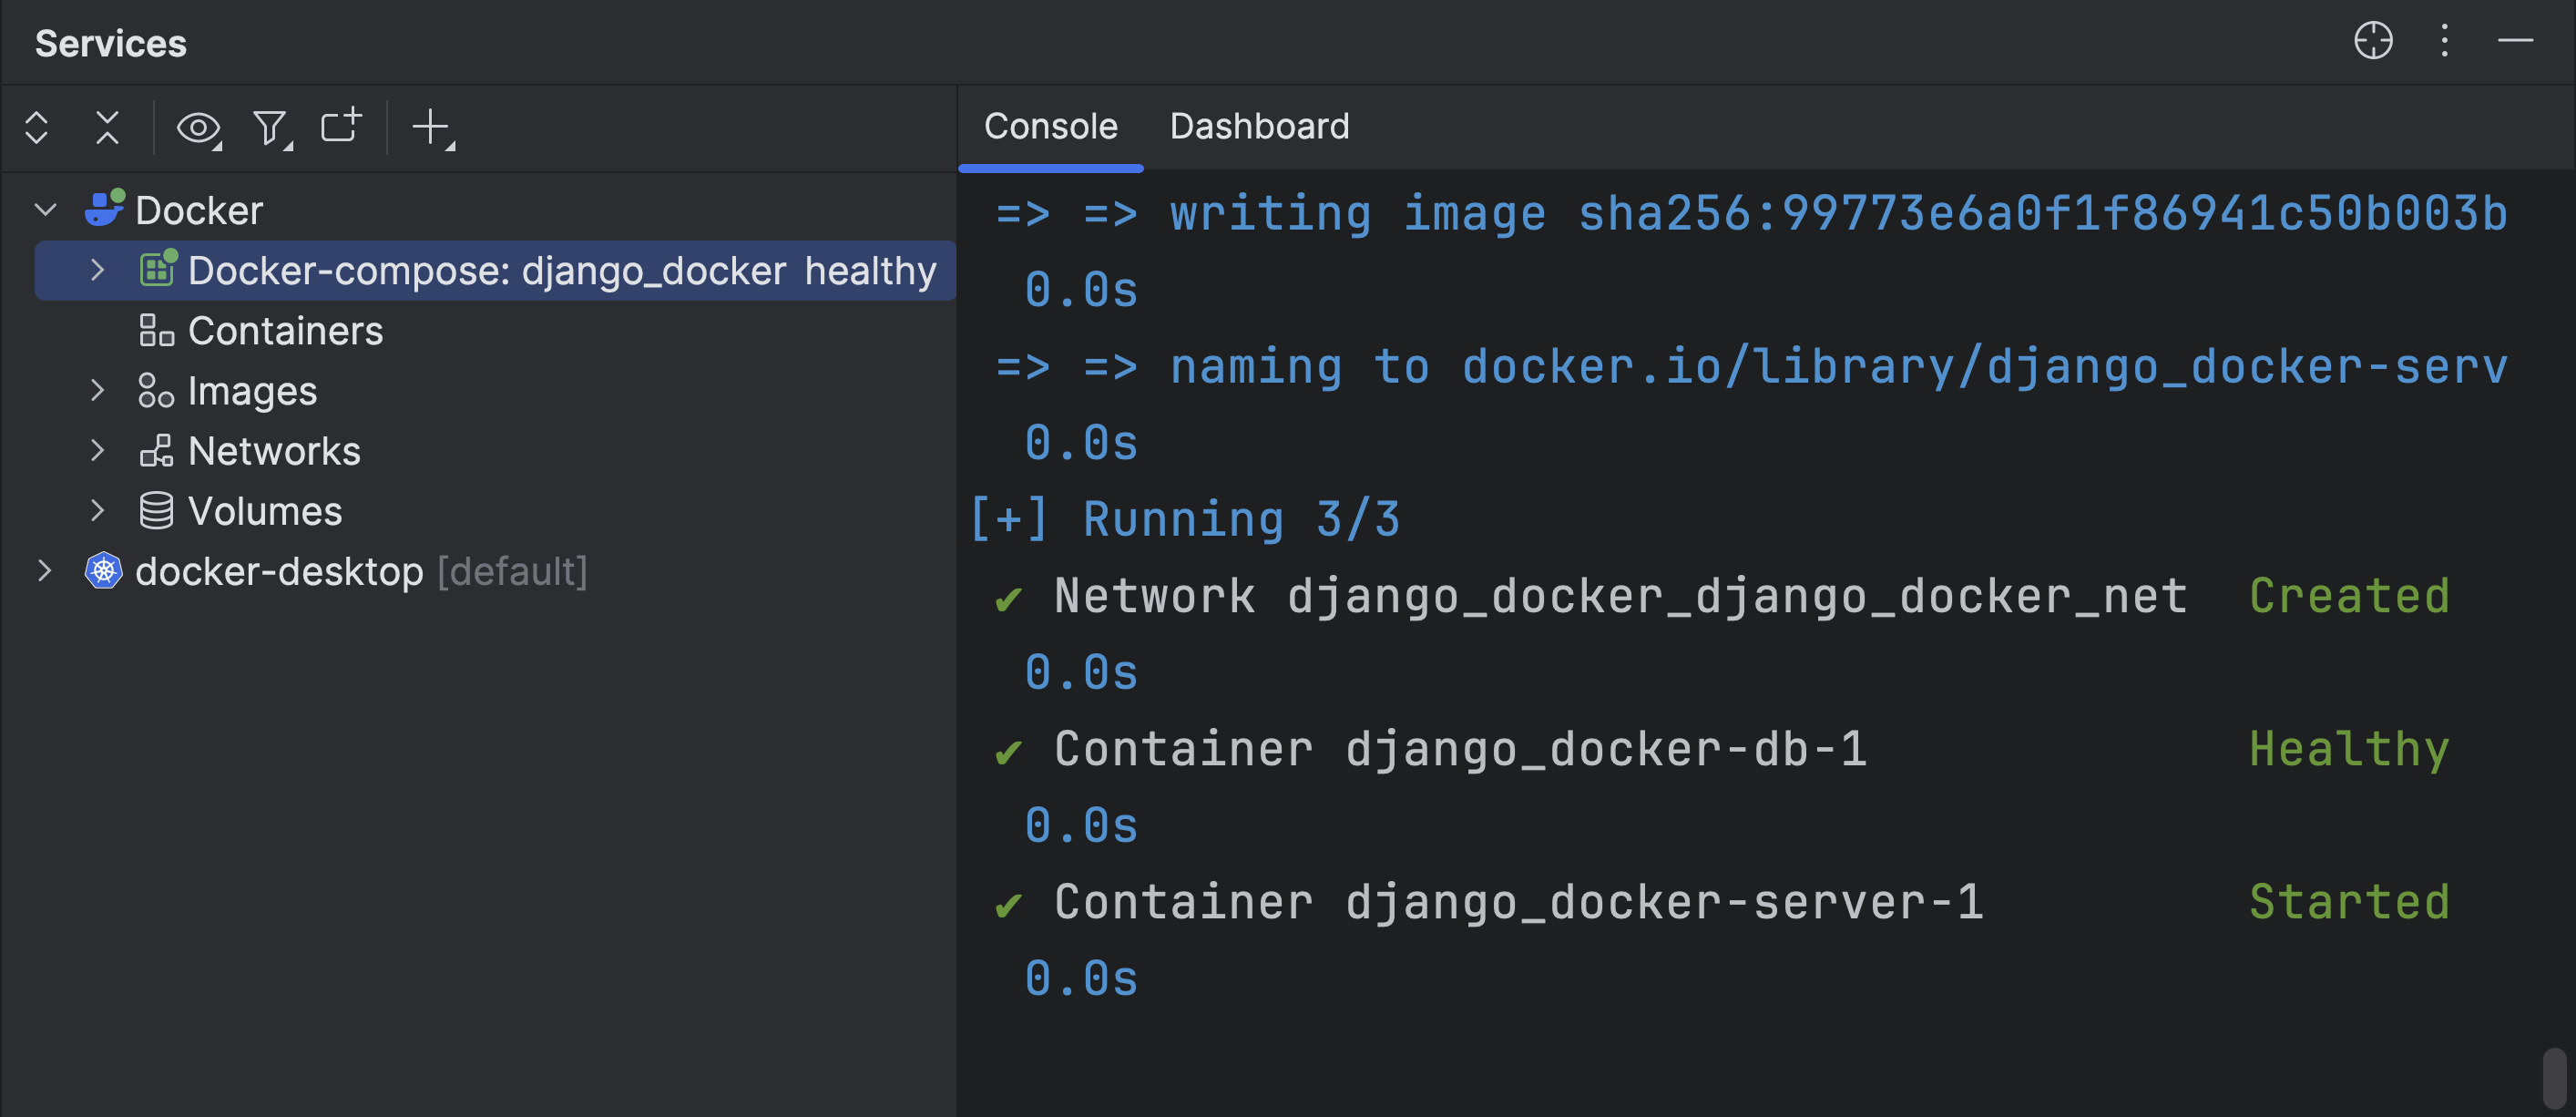 Services
Docker
Docker-compose: django_docker healthy
Containers
Images
Networks
Volumes
docker-desktop [default]
Console Dashboard
=> => writing image sha256:99773e6a0f1f86941c50b003b
0.0s
=> => naming to docker.io/library/django_docker-serv
0.0s
[+] Running 3/3
✔ Network django_docker_django_docker_net Created
0.0s
✔ Container django_docker-db-1 Healthy
0.0s
✔ Container django_docker-server-1 Started
0.0s